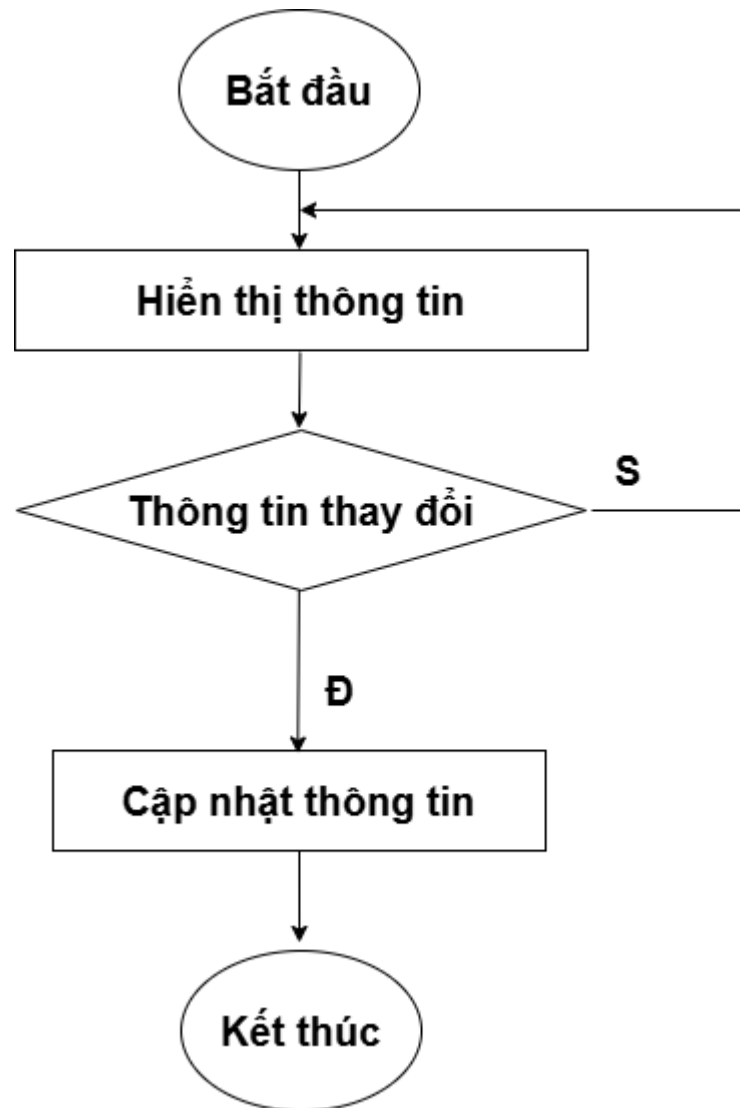 Bắt đầu
Hiển thị thông tin
Thông tin thay đổi
S
Đ
Cập nhật thông tin
Kết thúc